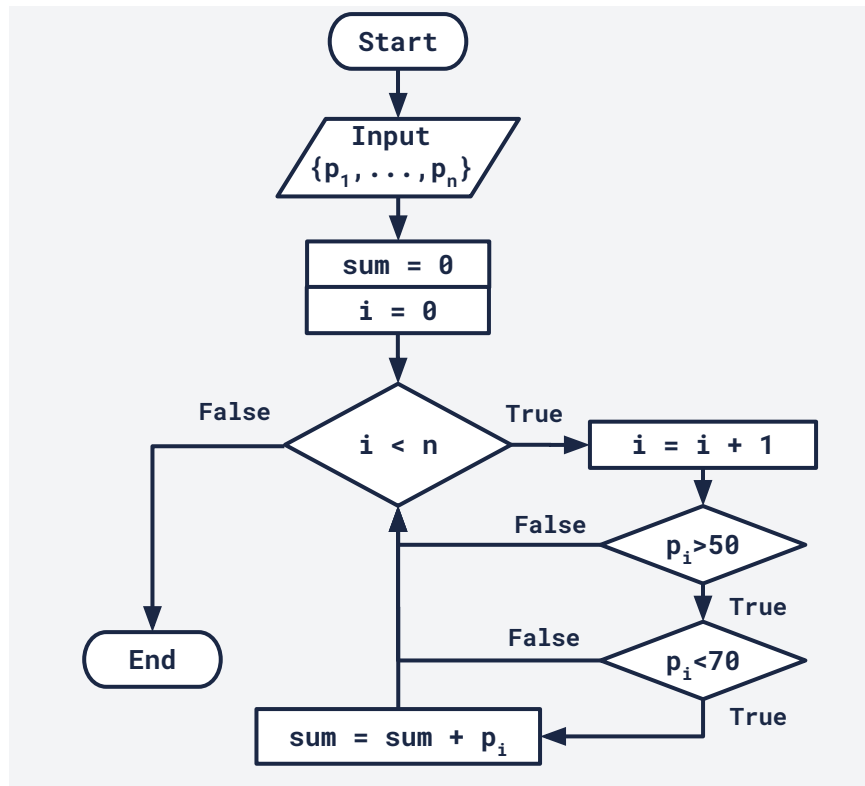 Start
Input
{p1,...,pn}
sum = 0
i = 0
False
True
i < n
i = i + 1
False
pi>50
True
False
pi<70
End
True
sum = sum + pi